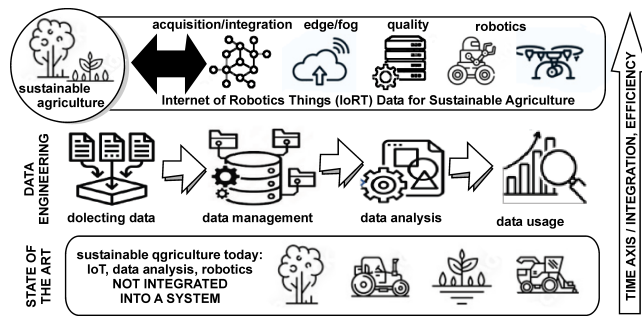 acquisition/integration edge/fog quality robotics
sustainable
agriculture
Internet of Robotics Things (IoRT) Data for Sustainable Agriculture
DATA
ENGINEERING
dolecting data data management data analysis data usage
STATE OF
THE ART
sustainable qgriculture today:
IoT, data analysis, robotics
NOT INTEGRATED
INTO A SYSTEM
TIME AXIS / INTEGRATION, EFFICIENCY